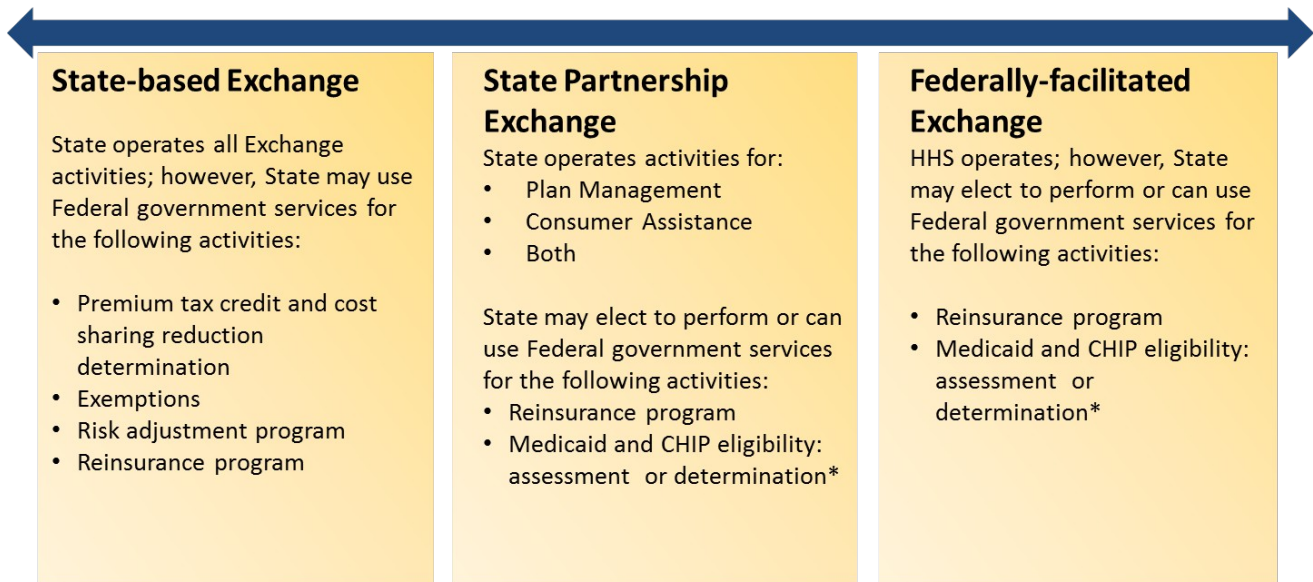 State-based Exchange
State operates all Exchange
activities; however, State may use
Federal government services for
the following activities:
• Premium tax credit and cost
sharing reduction
determination
• Exemptions
• Risk adjustment program
• Reinsurance program
State Partnership
Exchange
State operates activities for:
• Plan Management
• Consumer Assistance
• Both
State may elect to perform or can
use Federal government services
for the following activities:
• Reinsurance program
• Medicaid and CHIP eligibility:
assessment or determination*
Federally-facilitated
Exchange
HHS operates; however, State
may elect to perform or can use
Federal government services for
the following activities:
• Reinsurance program
• Medicaid and CHIP eligibility:
assessment or
determination*